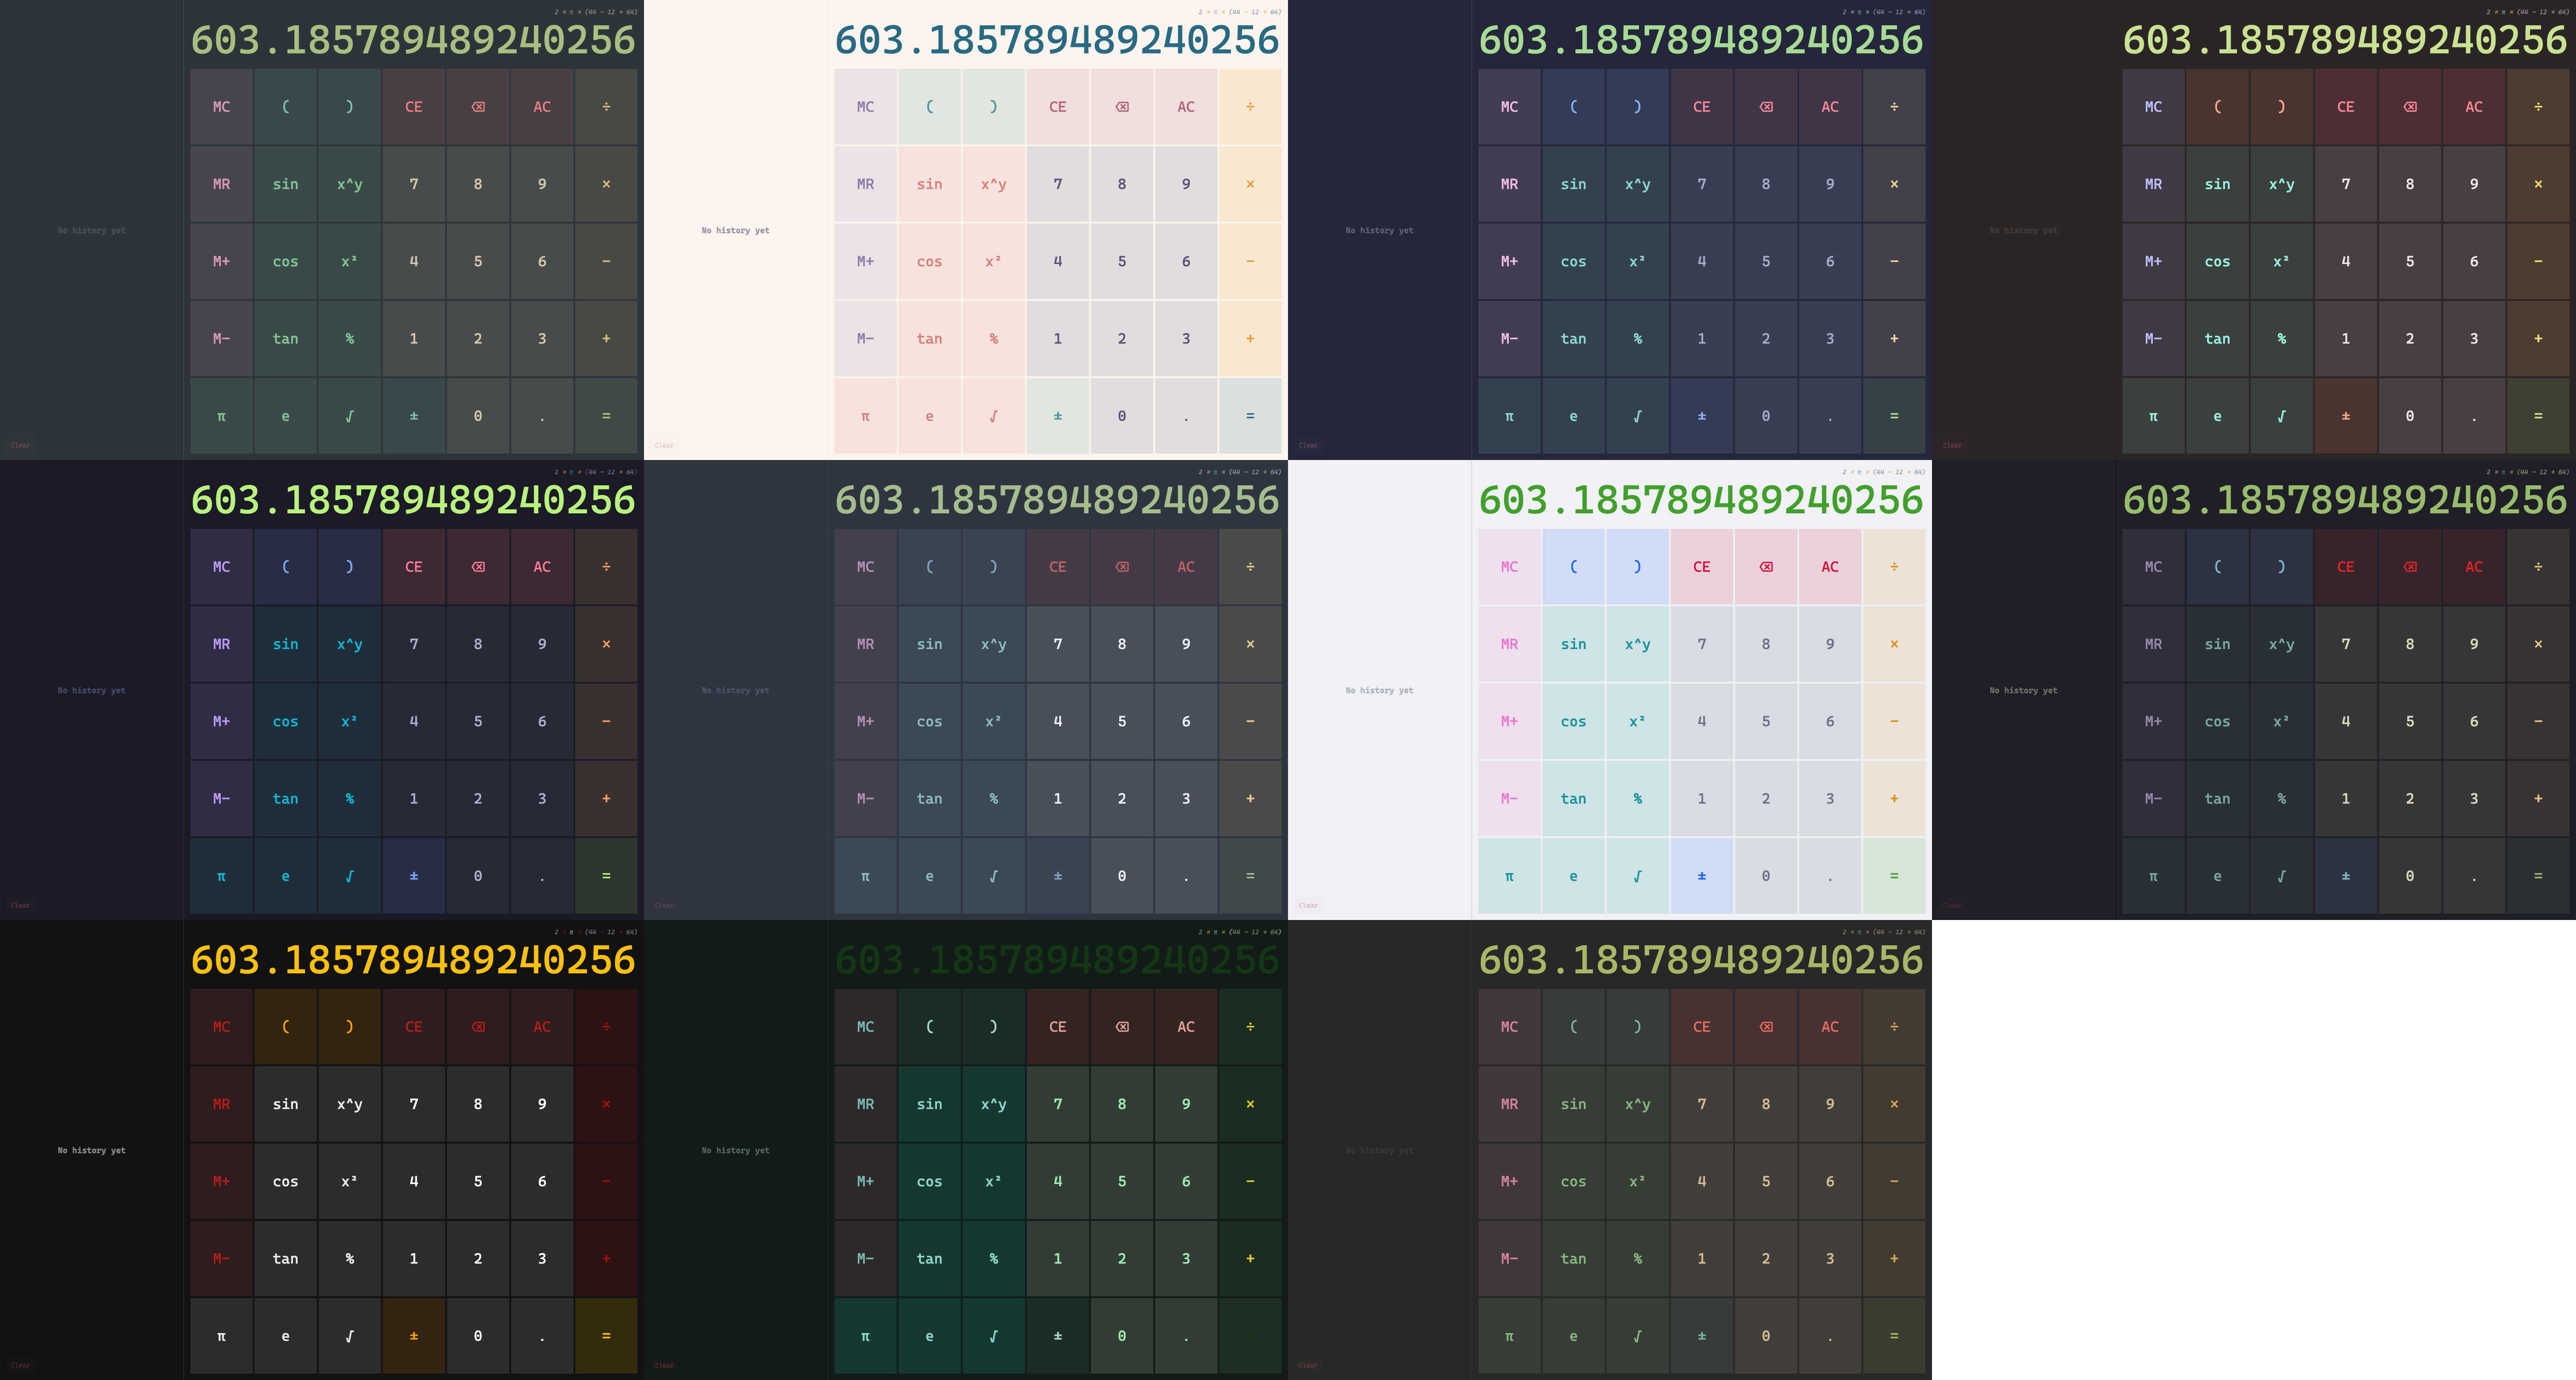 2 × π × (44 − 12 + 64)
603.185789489240256
MC ( ) CE ⌫ AC ÷
MR sin x^y 7 8 9 ×
No history yet
M+ cos x² 4 5 6 −
M− tan % 1 2 3 +
π e √ ± 0 . =
Clear
2 × π × (44 − 12 + 64)
603.185789489240256
MC ( ) CE ⌫ AC ÷
MR sin x^y 7 8 9 ×
No history yet
M+ cos x² 4 5 6 −
M− tan % 1 2 3 +
π e √ ± 0 . =
Clear
2 × π × (44 − 12 + 64)
603.185789489240256
MC ( ) CE ⌫ AC ÷
MR sin x^y 7 8 9 ×
No history yet
M+ cos x² 4 5 6 −
M− tan % 1 2 3 +
π e √ ± 0 . =
Clear
2 × π × (44 − 12 + 64)
603.185789489240256
MC ( ) CE ⌫ AC ÷
MR sin x^y 7 8 9 ×
No history yet
M+ cos x² 4 5 6 −
M− tan % 1 2 3 +
π e √ ± 0 . =
Clear
2 × π × (44 − 12 + 64)
603.185789489240256
MC ( ) CE ⌫ AC ÷
MR sin x^y 7 8 9 ×
No history yet
M+ cos x² 4 5 6 −
M− tan % 1 2 3 +
π e √ ± 0 . =
Clear
2 × π × (44 − 12 + 64)
603.185789489240256
MC ( ) CE ⌫ AC ÷
MR sin x^y 7 8 9 ×
No history yet
M+ cos x² 4 5 6 −
M− tan % 1 2 3 +
π e √ ± 0 . =
Clear
2 × π × (44 − 12 + 64)
603.185789489240256
MC ( ) CE ⌫ AC ÷
MR sin x^y 7 8 9 ×
No history yet
M+ cos x² 4 5 6 −
M− tan % 1 2 3 +
π e √ ± 0 . =
Clear
2 × π × (44 − 12 + 64)
603.185789489240256
MC ( ) CE ⌫ AC ÷
MR sin x^y 7 8 9 ×
No history yet
M+ cos x² 4 5 6 −
M− tan % 1 2 3 +
π e √ ± 0 . =
Clear
2 × π × (44 − 12 + 64)
603.185789489240256
MC ( ) CE ⌫ AC ÷
MR sin x^y 7 8 9 ×
No history yet
M+ cos x² 4 5 6 −
M− tan % 1 2 3 +
π e √ ± 0 . =
Clear
2 × π × (44 − 12 + 64)
603.185789489240256
MC ( ) CE ⌫ AC ÷
MR sin x^y 7 8 9 ×
No history yet
M+ cos x² 4 5 6 −
M− tan % 1 2 3 +
π e √ ± 0 .
Clear
2 × π × (44 − 12 + 64)
603.185789489240256
MC ( ) CE ⌫ AC ÷
MR sin x^y 7 8 9 ×
No history yet
M+ cos x² 4 5 6 −
M− tan % 1 2 3 +
π e √ ± 0 . =
Clear